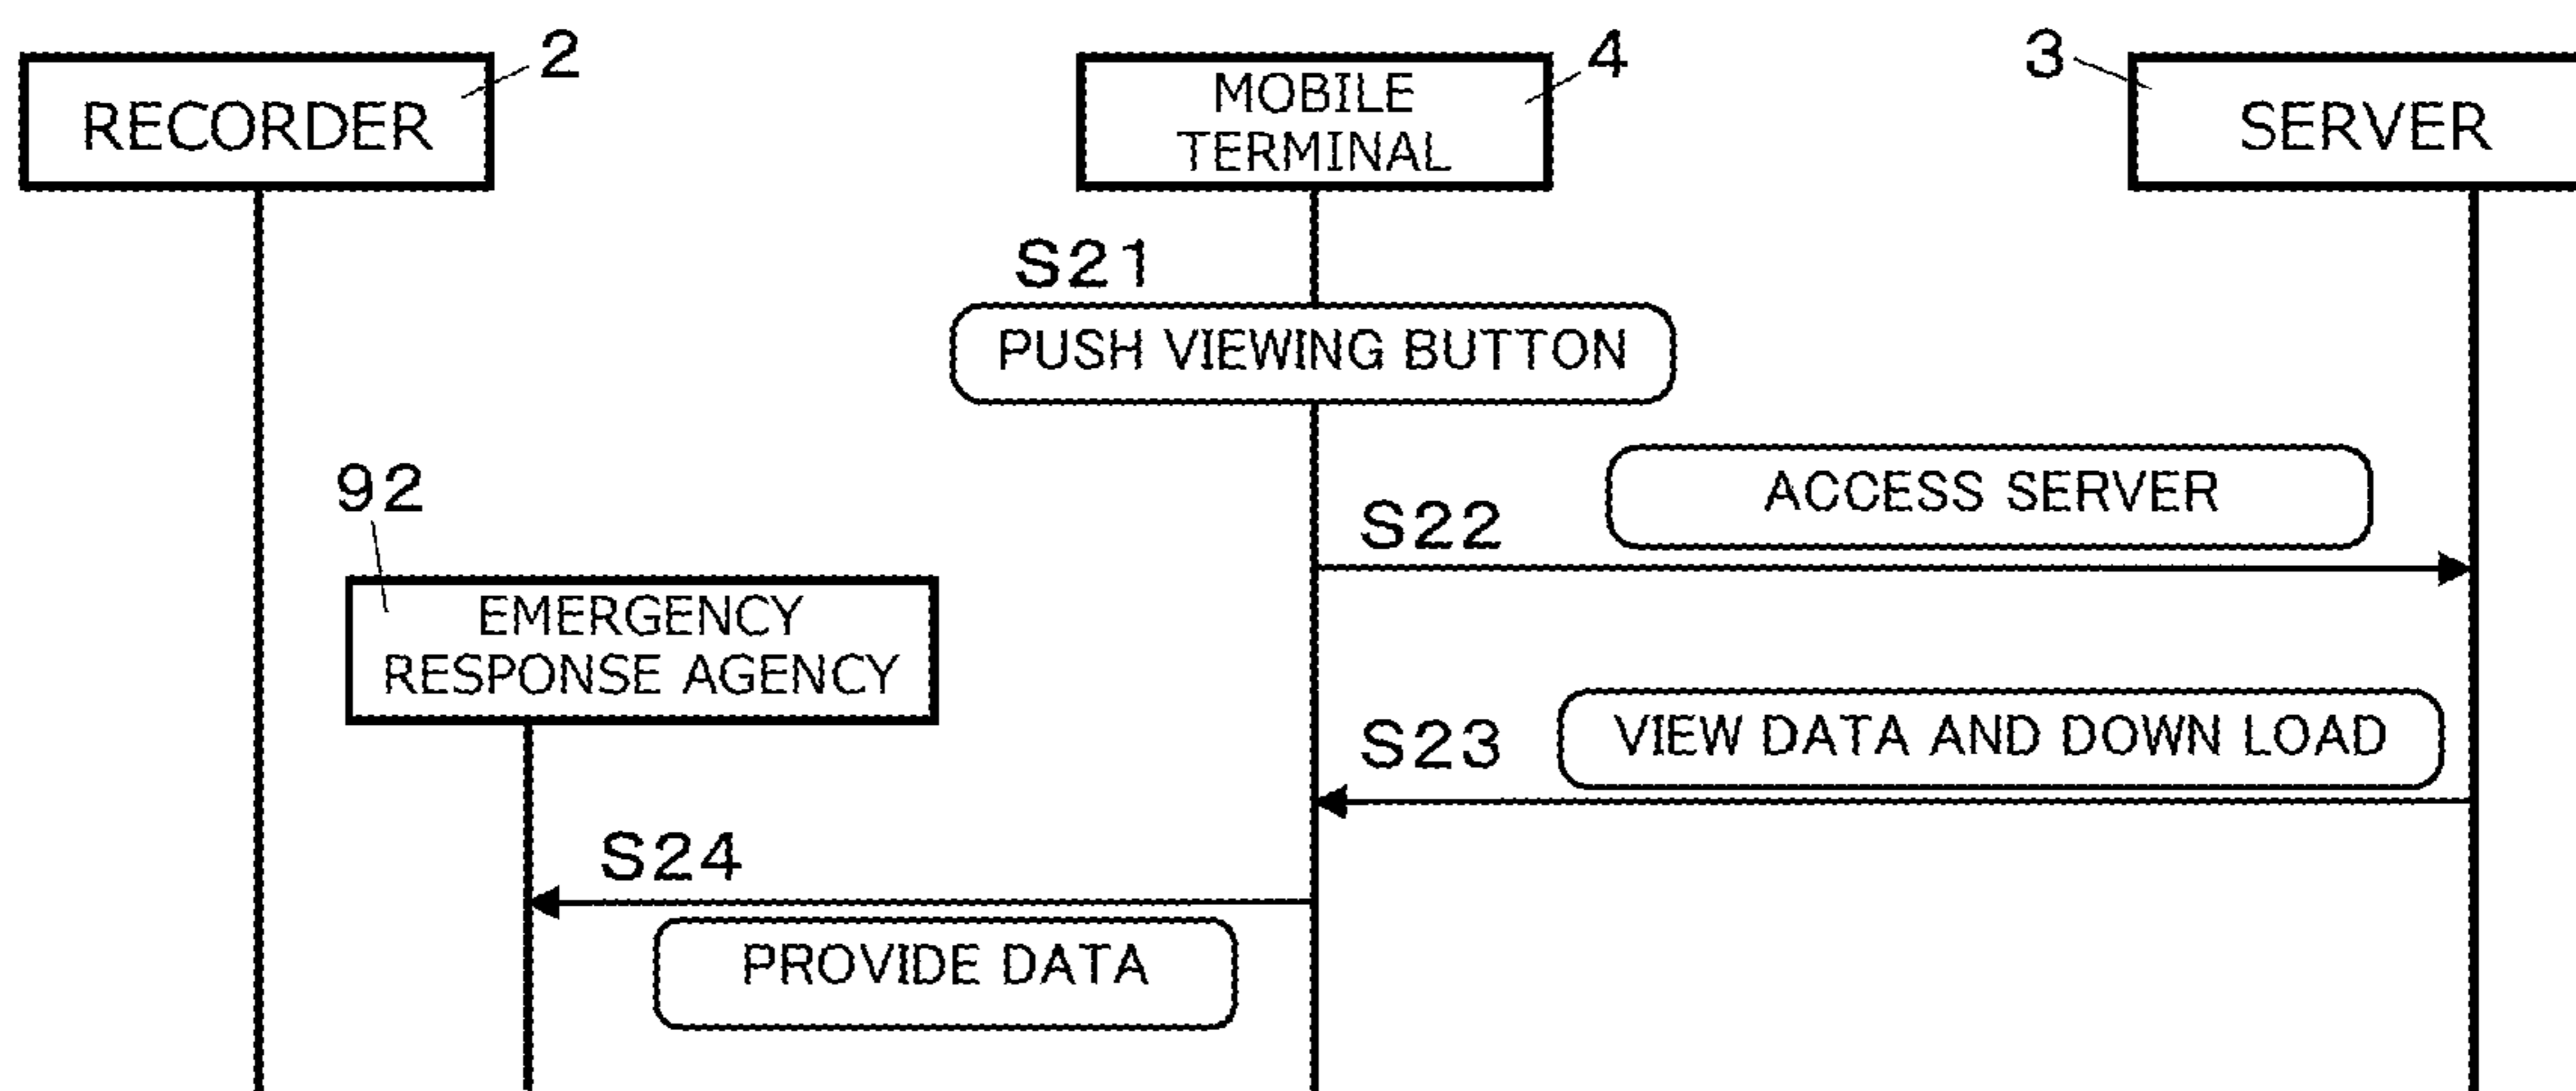 2
4
3
RECORDER
MOBILE
TERMINAL
SERVER
S21
PUSH VIEWING BUTTON
ACCESS SERVER
S22
92
EMERGENCY
RESPONSE AGENCY
VIEW DATA AND DOWN LOAD
S23
S24
PROVIDE DATA